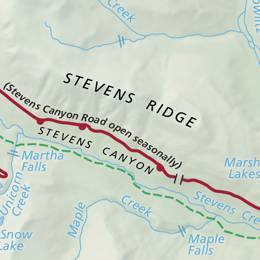 Creek
STEVENS RIDGE
(Stevens Canyon Road open seasonally)
STEVENS CANYON
Martha
Falls
Marsh
Lakes
Unicorn
Creek
Stevens Cre
Maple
Creek
Snow
Lake
Maple
Falls